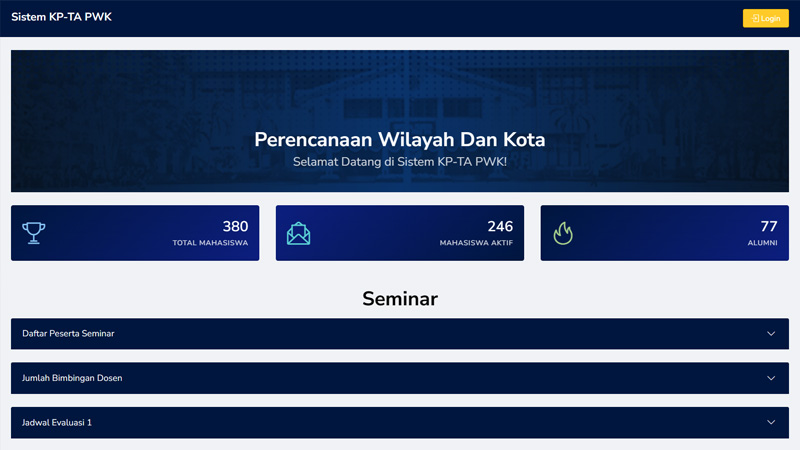 Sistem KP-TA PWK
Login
Perencanaan Wilayah Dan Kota
Selamat Datang di Sistem KP-TA PWK!
380
TOTAL MAHASISWA
246
MAHASISWA AKTIF
77
ALUMNI
Seminar
Daftar Peserta Seminar
Jumlah Bimbingan Dosen
Jadwal Evaluasi 1